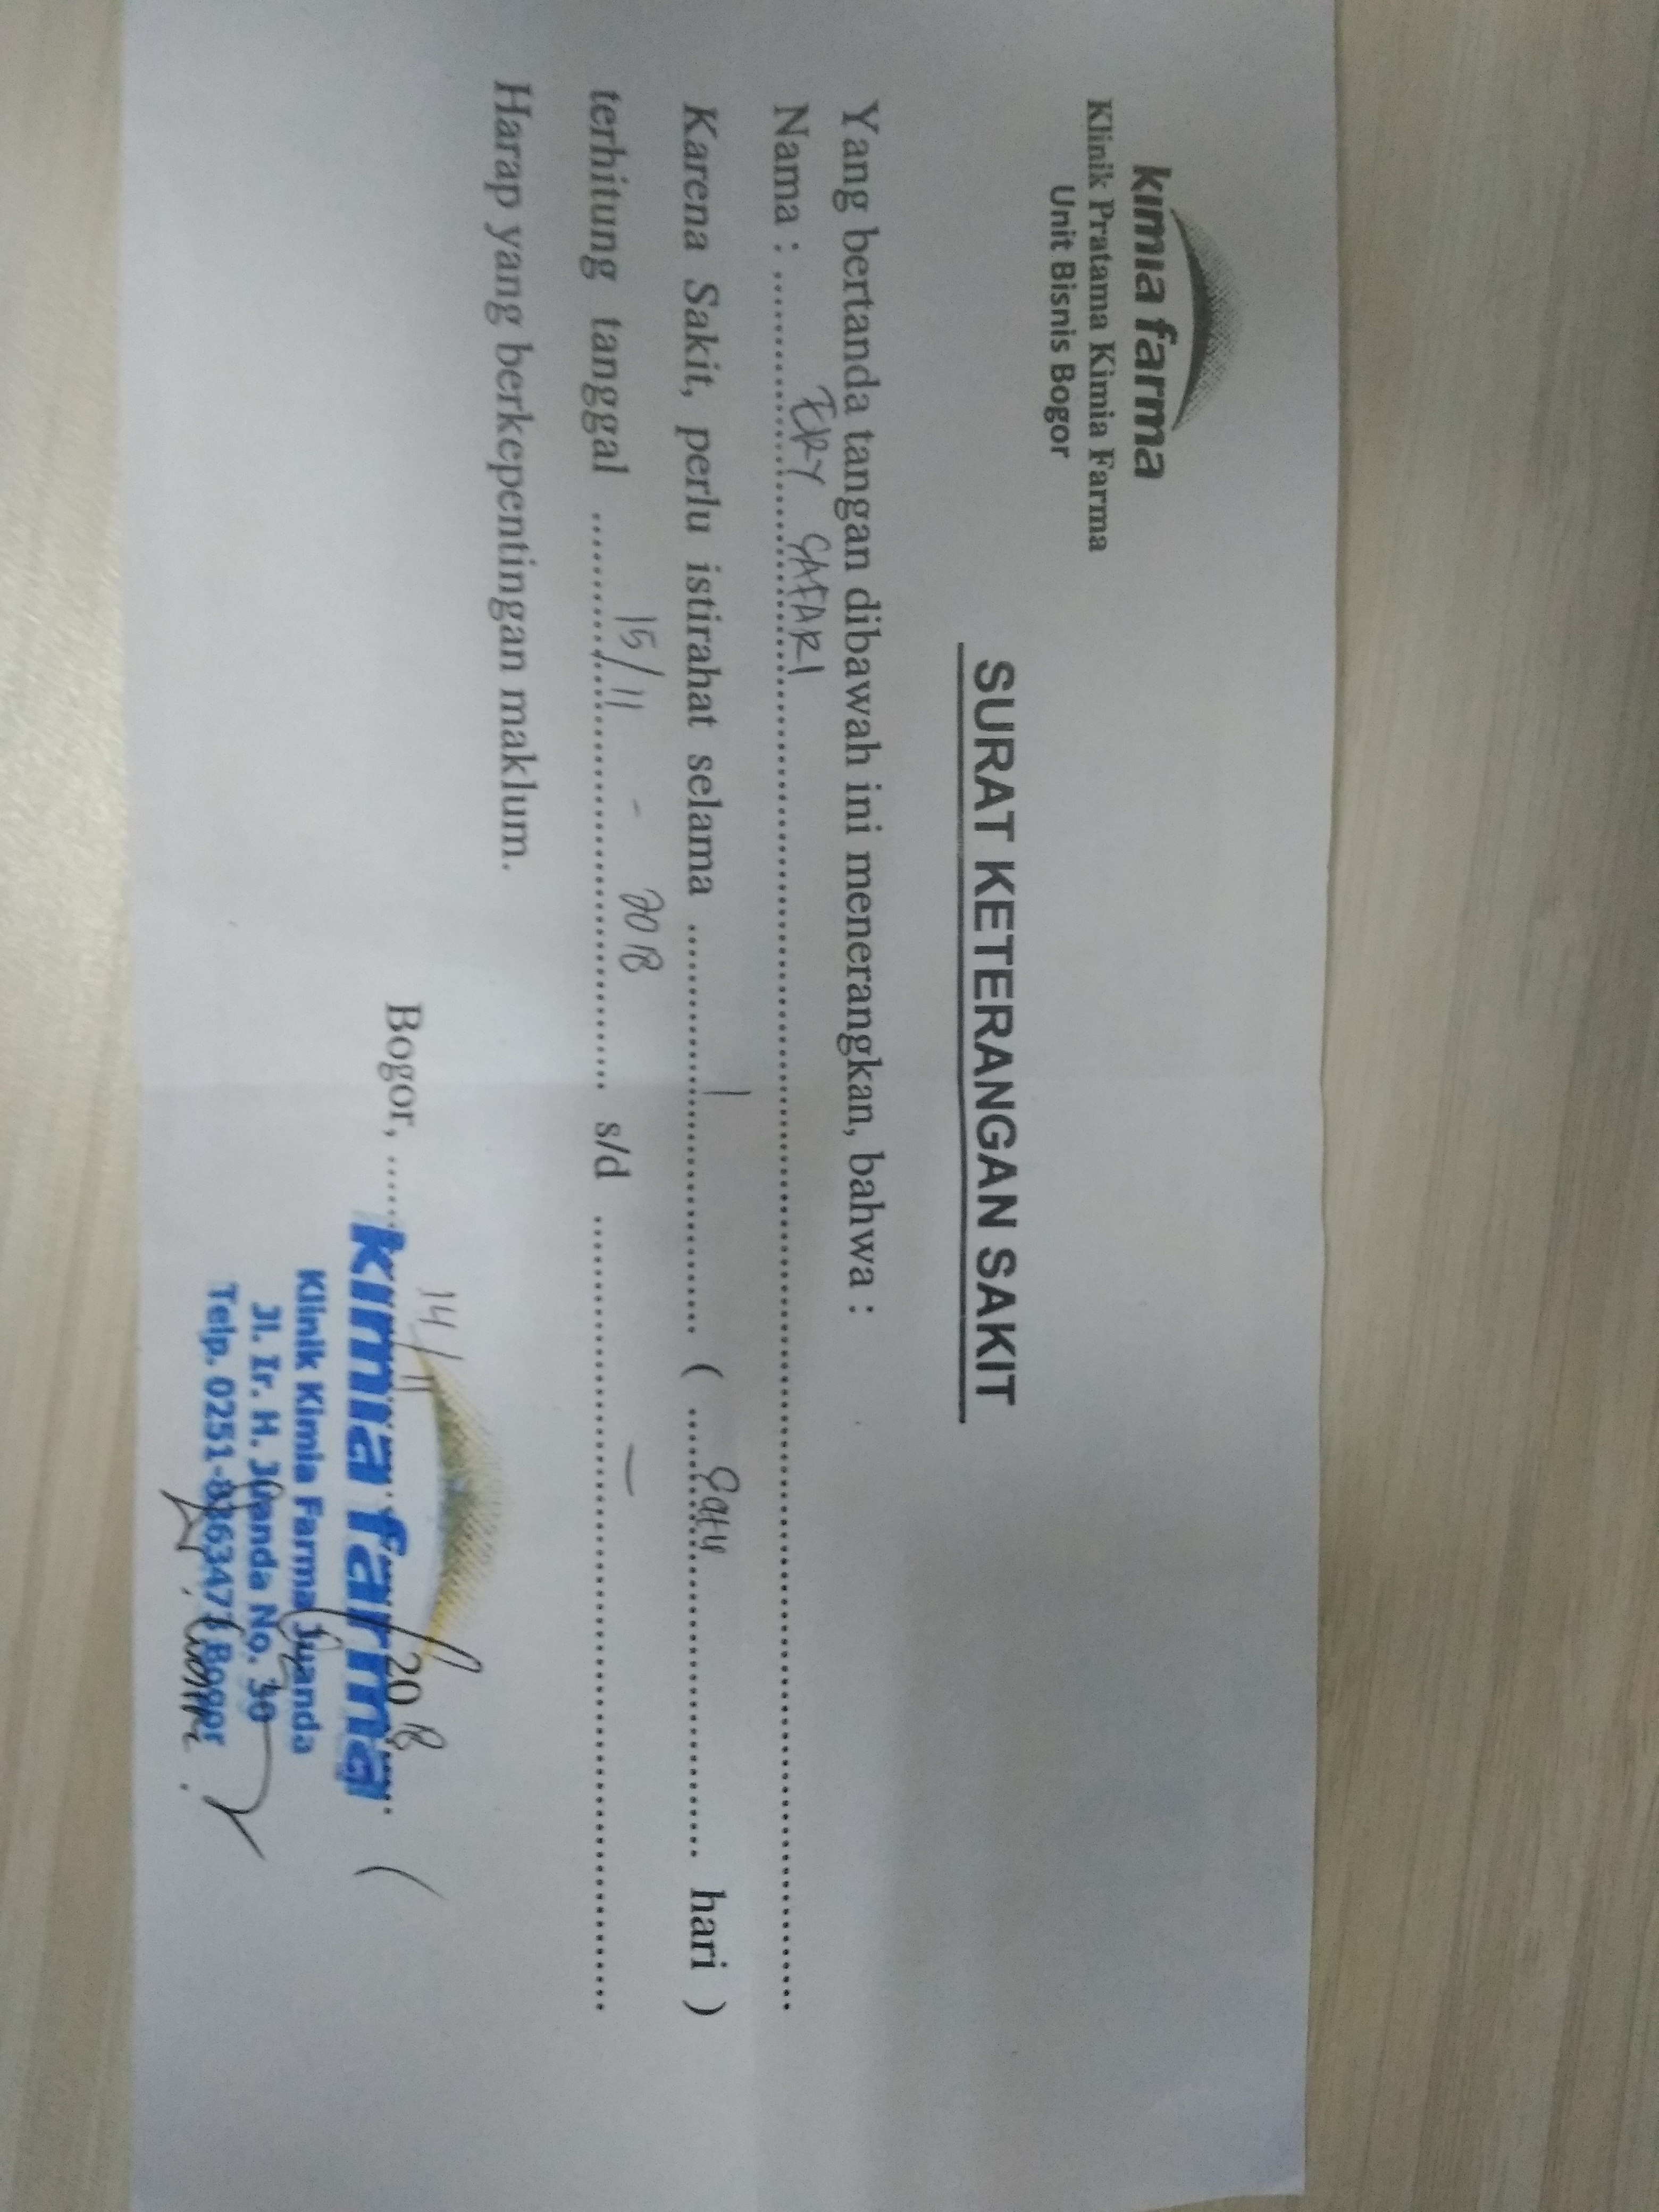 kimia farma
Klinik Pratama Kimia Farma
Unit Bisnis Bogor
SURAT KETERANGAN SAKIT
Yang bertanda tangan dibawah ini menerangkan, bahwa :
Nama : ERY SAFARI
Karena Sakit, perlu istirahat selama 1 ( Satu hari )
terhitung tanggal 15/11 - 2018 s/d —
Harap yang berkepentingan maklum.
Bogor, 14/11 2018
kimia farma
Klinik Kimia Farma Juanda
Jl. Ir. H. Juanda No. 30
Telp. 0251-8363473 Bogor